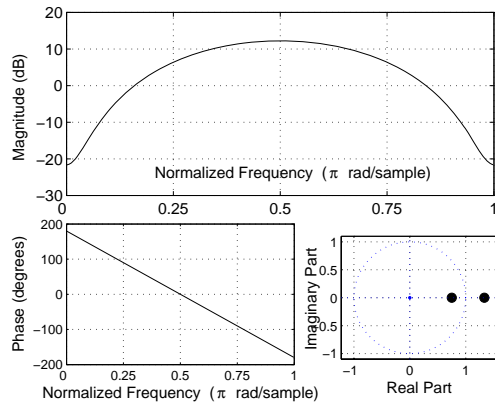 20
10
0
−10
−20
−30
Magnitude (dB)
Normalized Frequency (π rad/sample)
0 0.25 0.5 0.75 1
200
100
0
−100
−200
Phase (degrees)
0 0.25 0.5 0.75 1
Normalized Frequency (π rad/sample)
1
0.5
0
−0.5
−1
Imaginary Part
−1 0 1
Real Part